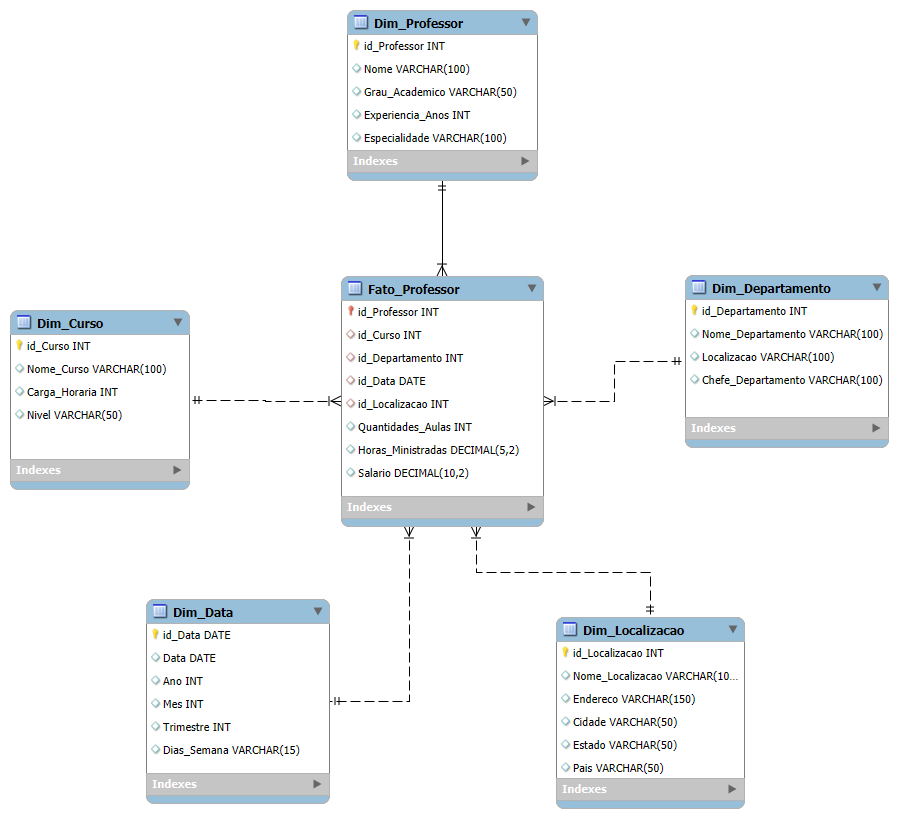 Dim_Professor
id_Professor INT
Nome VARCHAR(100)
Grau_Academico VARCHAR(50)
Experiencia_Anos INT
Especialidade VARCHAR(100)
Indexes
Fato_Professor
id_Professor INT
id_Curso INT
id_Departamento INT
id_Data DATE
id_Localizacao INT
Quantidades_Aulas INT
Horas_Ministradas DECIMAL(5,2)
Salario DECIMAL(10,2)
Indexes
Dim_Departamento
id_Departamento INT
Nome_Departamento VARCHAR(100)
Localizacao VARCHAR(100)
Chefe_Departamento VARCHAR(100)
Indexes
Dim_Curso
id_Curso INT
Nome_Curso VARCHAR(100)
Carga_Horaria INT
Nivel VARCHAR(50)
Indexes
Dim_Data
id_Data DATE
Data DATE
Ano INT
Mes INT
Trimestre INT
Dias_Semana VARCHAR(15)
Indexes
Dim_Localizacao
id_Localizacao INT
Nome_Localizacao VARCHAR(10...
Endereco VARCHAR(150)
Cidade VARCHAR(50)
Estado VARCHAR(50)
Pais VARCHAR(50)
Indexes